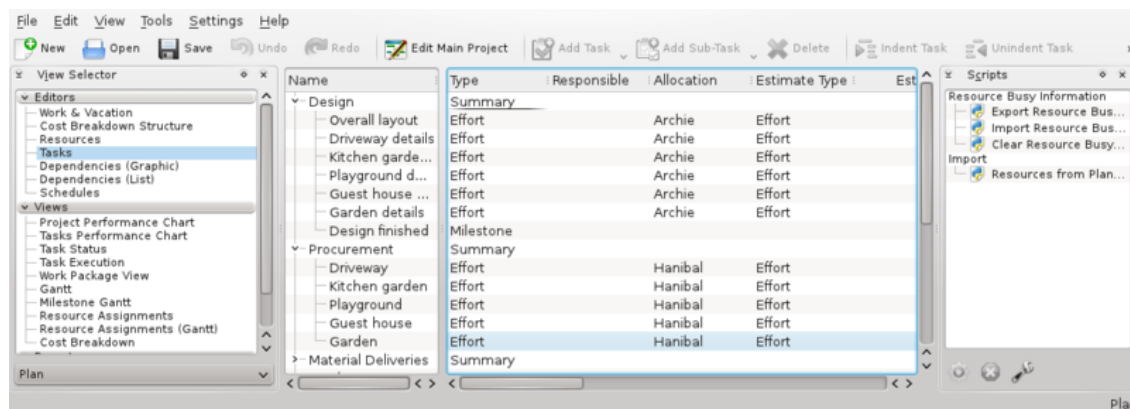 File Edit View Tools Settings Help
New Open Save Undo Redo Edit Main Project Add Task Add Sub-Task Delete Indent Task Unindent Task
View Selector
Editors
Work & Vacation
Cost Breakdown Structure
Resources
Tasks
Dependencies (Graphic)
Dependencies (List)
Schedules
Views
Project Performance Chart
Tasks Performance Chart
Task Status
Task Execution
Work Package View
Gantt
Milestone Gantt
Resource Assignments
Resource Assignments (Gantt)
Cost Breakdown
Plan
Name Type Responsible Allocation Estimate Type Est
Design Summary
Overall layout Effort Archie Effort
Driveway details Effort Archie Effort
Kitchen garde... Effort Archie Effort
Playground d... Effort Archie Effort
Guest house ... Effort Archie Effort
Garden details Effort Archie Effort
Design finished Milestone
Procurement Summary
Driveway Effort Hanibal Effort
Kitchen garden Effort Hanibal Effort
Playground Effort Hanibal Effort
Guest house Effort Hanibal Effort
Garden Effort Hanibal Effort
Material Deliveries Summary
Scripts
Resource Busy Information
Export Resource Bus...
Import Resource Bus...
Clear Resource Busy...
Import
Resources from Plan...
Pla